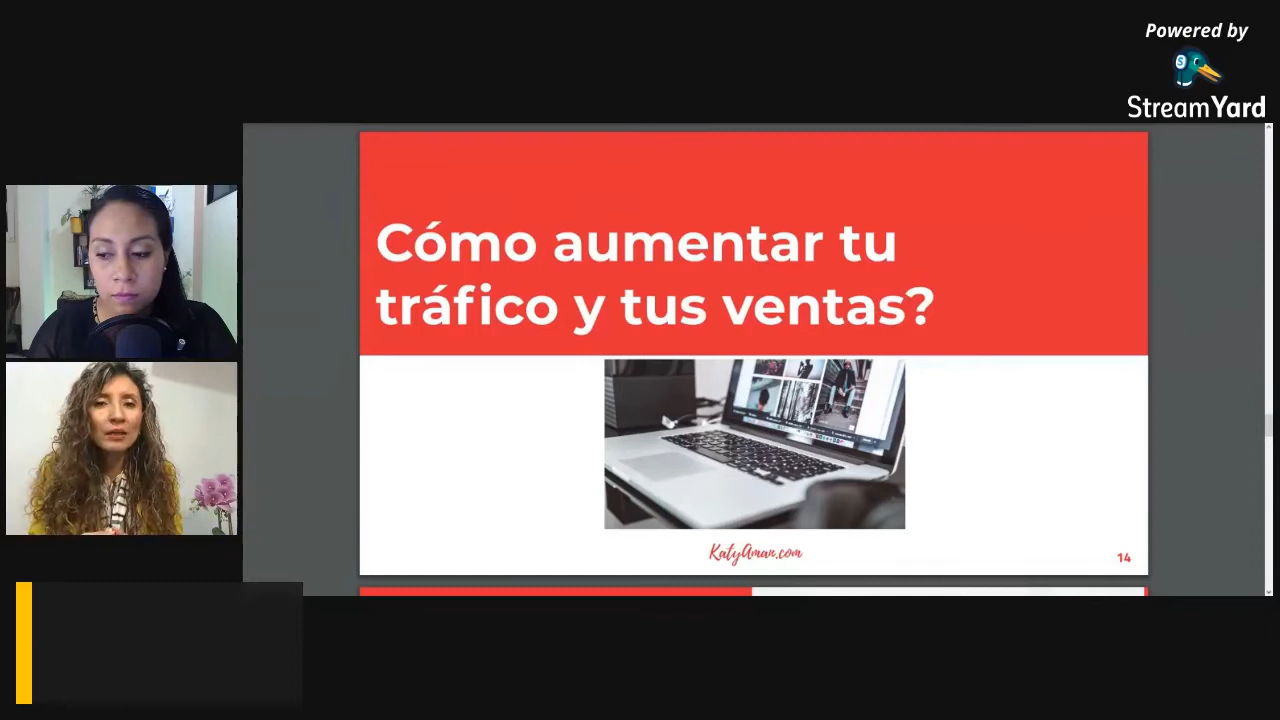 Powered by
StreamYard
Cómo aumentar tu
tráfico y tus ventas?
KatyAman.com
14